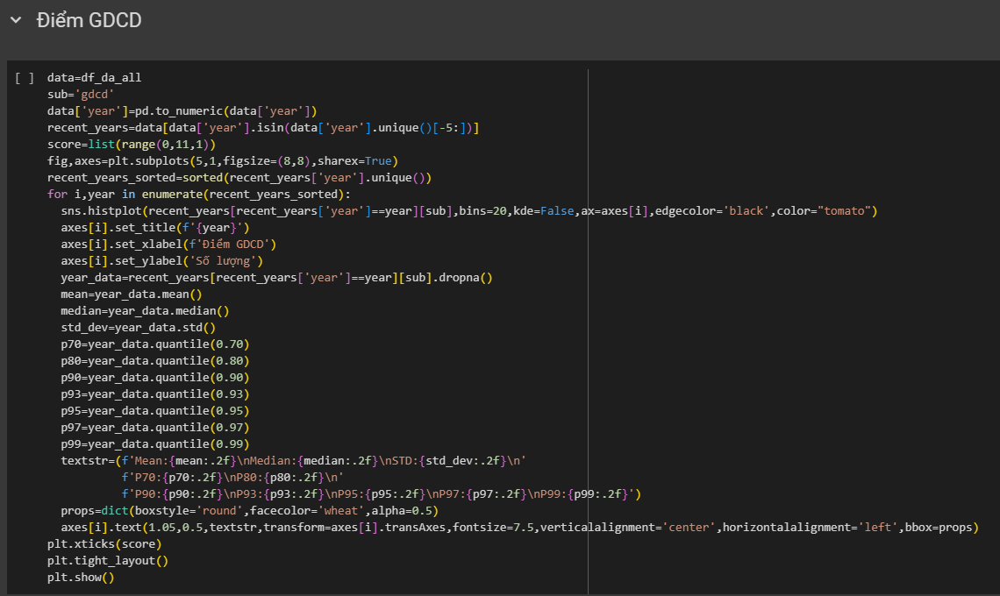 Điểm GDCD
[ ] data=df_da_all
sub='gdcd'
data['year']=pd.to_numeric(data['year'])
recent_years=data[data['year'].isin(data['year'].unique()[-5:])]
score=list(range(0,11,1))
fig,axes=plt.subplots(5,1,figsize=(8,8),sharex=True)
recent_years_sorted=sorted(recent_years['year'].unique())
for i,year in enumerate(recent_years_sorted):
  sns.histplot(recent_years[recent_years['year']==year][sub],bins=20,kde=False,ax=axes[i],edgecolor='black',color="tomato")
  axes[i].set_title(f'{year}')
  axes[i].set_xlabel(f'Điểm GDCD')
  axes[i].set_ylabel('Số lượng')
  year_data=recent_years[recent_years['year']==year][sub].dropna()
  mean=year_data.mean()
  median=year_data.median()
  std_dev=year_data.std()
  p70=year_data.quantile(0.70)
  p80=year_data.quantile(0.80)
  p90=year_data.quantile(0.90)
  p93=year_data.quantile(0.93)
  p95=year_data.quantile(0.95)
  p97=year_data.quantile(0.97)
  p99=year_data.quantile(0.99)
  textstr=(f'Mean:{mean:.2f}\nMedian:{median:.2f}\nSTD:{std_dev:.2f}\n'
           f'P70:{p70:.2f}\nP80:{p80:.2f}\n'
           f'P90:{p90:.2f}\nP93:{p93:.2f}\nP95:{p95:.2f}\nP97:{p97:.2f}\nP99:{p99:.2f}')
  props=dict(boxstyle='round',facecolor='wheat',alpha=0.5)
  axes[i].text(1.05,0.5,textstr,transform=axes[i].transAxes,fontsize=7.5,verticalalignment='center',horizontalalignment='left',bbox=props)
plt.xticks(score)
plt.tight_layout()
plt.show()